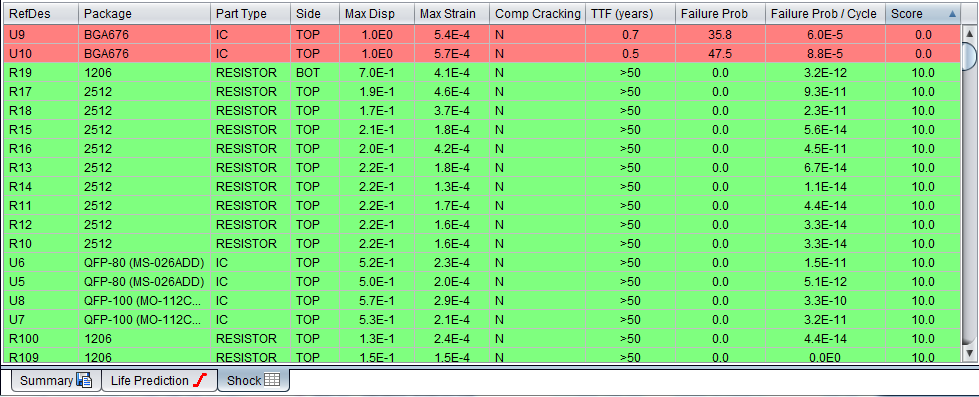 RefDes Package Part Type Side Max Disp Max Strain Comp Cracking TTF (years) Failure Prob Failure Prob / Cycle Score
U9 BGA676 IC TOP 1.0E0 5.4E-4 N 0.7 35.8 6.0E-5 0.0
U10 BGA676 IC TOP 1.0E0 5.7E-4 N 0.5 47.5 8.8E-5 0.0
R19 1206 RESISTOR BOT 7.0E-1 4.1E-4 N >50 0.0 3.2E-12 10.0
R17 2512 RESISTOR TOP 1.9E-1 4.6E-4 N >50 0.0 9.3E-11 10.0
R18 2512 RESISTOR TOP 1.7E-1 3.7E-4 N >50 0.0 2.3E-11 10.0
R15 2512 RESISTOR TOP 2.1E-1 1.8E-4 N >50 0.0 5.6E-14 10.0
R16 2512 RESISTOR TOP 2.0E-1 4.2E-4 N >50 0.0 4.5E-11 10.0
R13 2512 RESISTOR TOP 2.2E-1 1.8E-4 N >50 0.0 6.7E-14 10.0
R14 2512 RESISTOR TOP 2.2E-1 1.3E-4 N >50 0.0 1.1E-14 10.0
R11 2512 RESISTOR TOP 2.2E-1 1.7E-4 N >50 0.0 4.4E-14 10.0
R12 2512 RESISTOR TOP 2.2E-1 1.6E-4 N >50 0.0 3.3E-14 10.0
R10 2512 RESISTOR TOP 2.2E-1 1.6E-4 N >50 0.0 3.3E-14 10.0
U6 QFP-80 (MS-026ADD) IC TOP 5.2E-1 2.3E-4 N >50 0.0 1.5E-11 10.0
U5 QFP-80 (MS-026ADD) IC TOP 5.0E-1 2.0E-4 N >50 0.0 5.1E-12 10.0
U8 QFP-100 (MO-112C... IC TOP 5.7E-1 2.9E-4 N >50 0.0 3.3E-10 10.0
U7 QFP-100 (MO-112C... IC TOP 5.3E-1 2.1E-4 N >50 0.0 3.2E-11 10.0
R100 1206 RESISTOR TOP 1.3E-1 2.4E-4 N >50 0.0 4.4E-14 10.0
R109 1206 RESISTOR TOP 1.5E-1 1.5E-4 N >50 0.0 0.0E0 10.0
Summary Life Prediction Shock